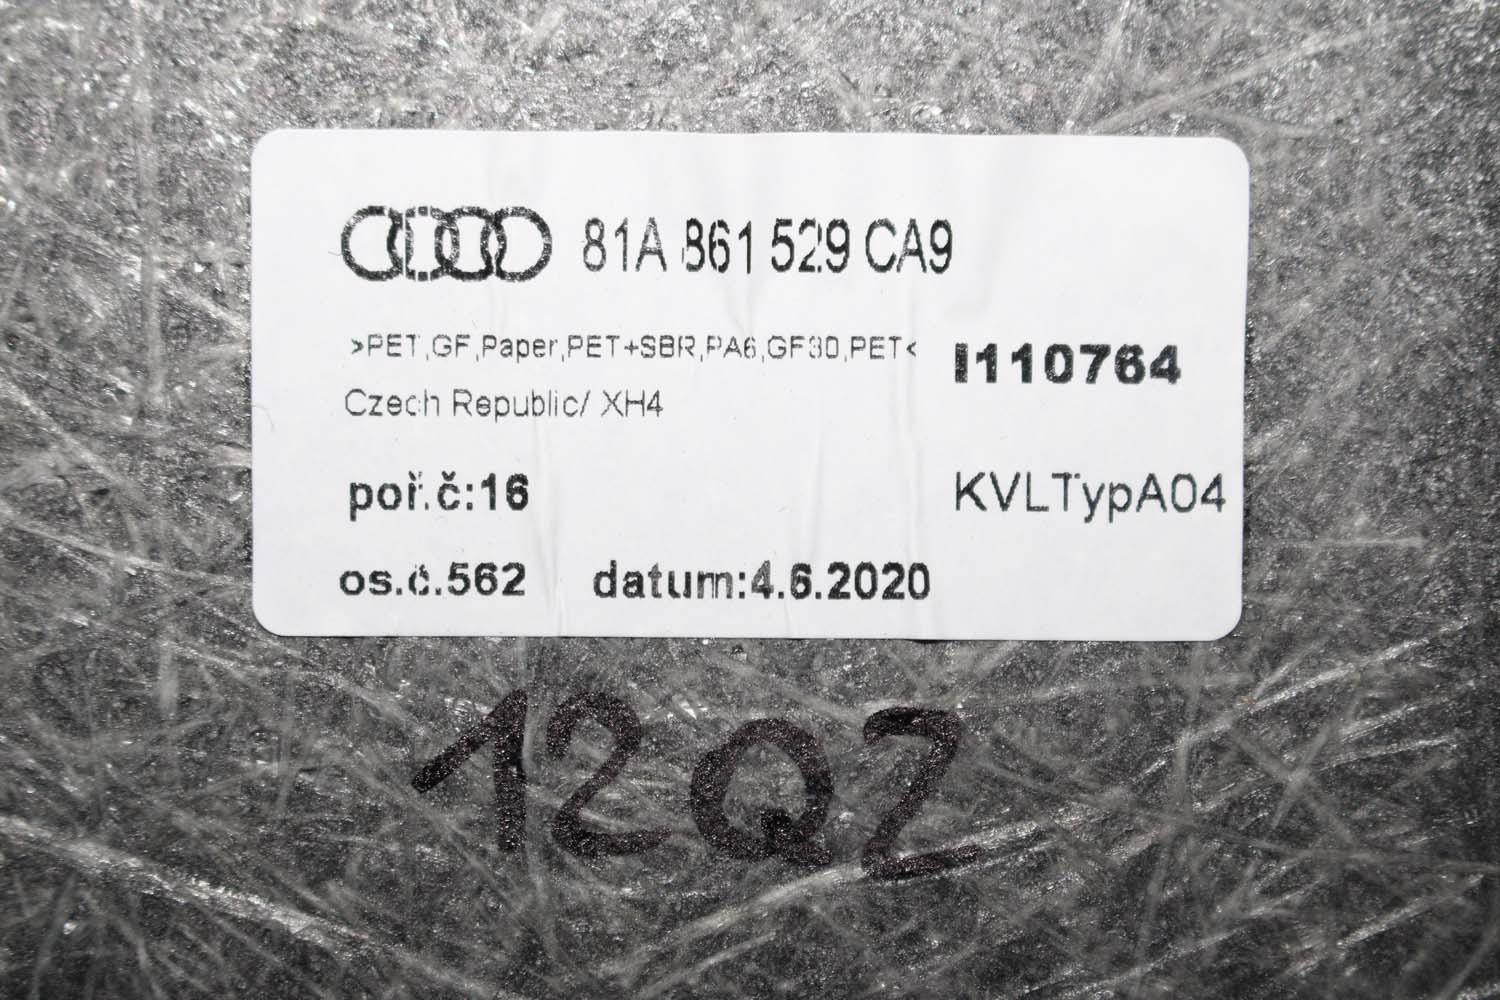 81A 861 529 CA9
>PET,GF,Paper,PET+SBR,PA6,GF30,PET<
I110764
Czech Republic/ XH4
poř.č:16
KVLTypA04
os.č.562 datum:4.6.2020
12Q2